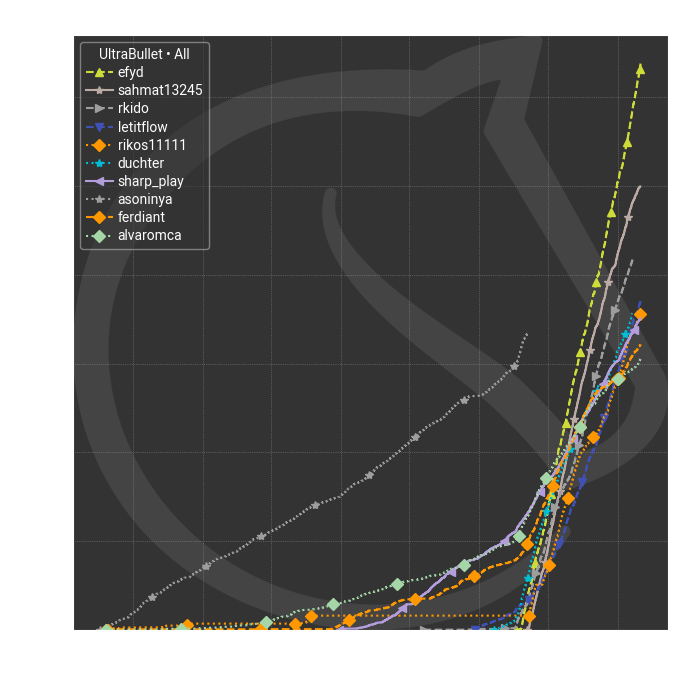 UltraBullet • All
efyd
sahmat13245
rkido
letitflow
rikos11111
duchter
sharp_play
asoninya
ferdiant
alvaromca